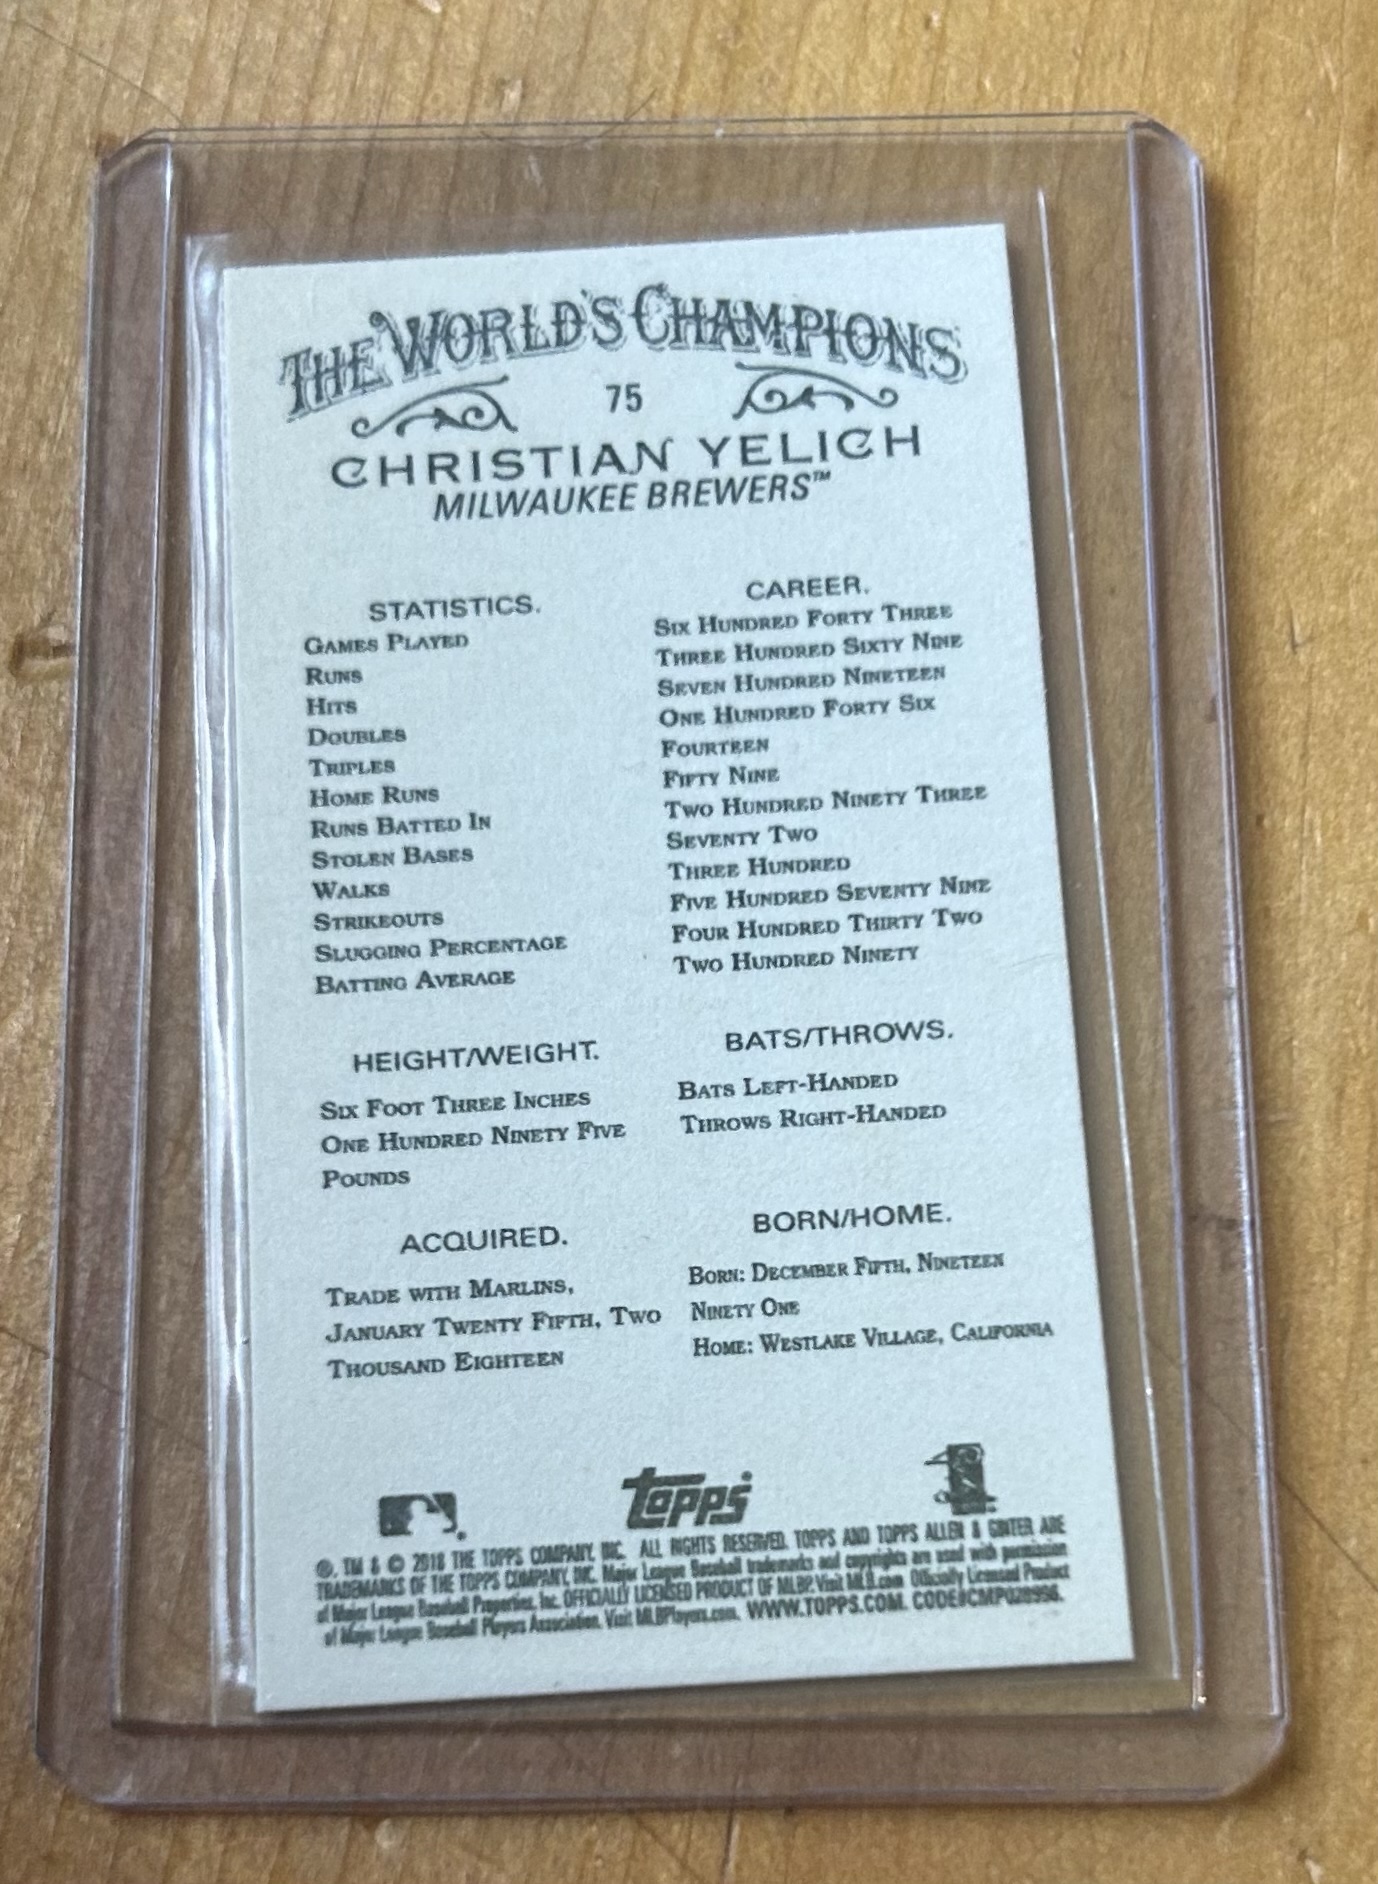 THE WORLD'S CHAMPIONS
75
CHRISTIAN YELICH
MILWAUKEE BREWERS™
STATISTICS.
GAMES PLAYED
RUNS
HITS
DOUBLES
TRIPLES
HOME RUNS
RUNS BATTED IN
STOLEN BASES
WALKS
STRIKEOUTS
SLUGGING PERCENTAGE
BATTING AVERAGE
CAREER.
SIX HUNDRED FORTY THREE
THREE HUNDRED SIXTY NINE
SEVEN HUNDRED NINETEEN
ONE HUNDRED FORTY SIX
FOURTEEN
FIFTY NINE
TWO HUNDRED NINETY THREE
SEVENTY TWO
THREE HUNDRED
FIVE HUNDRED SEVENTY NINE
FOUR HUNDRED THIRTY TWO
TWO HUNDRED NINETY
HEIGHT/WEIGHT.
SIX FOOT THREE INCHES
ONE HUNDRED NINETY FIVE
POUNDS
BATS/THROWS.
BATS LEFT-HANDED
THROWS RIGHT-HANDED
ACQUIRED.
TRADE WITH MARLINS,
JANUARY TWENTY FIFTH, TWO
THOUSAND EIGHTEEN
BORN/HOME.
BORN: DECEMBER FIFTH, NINETEEN
NINETY ONE
HOME: WESTLAKE VILLAGE, CALIFORNIA
topps
®, TM & © 2018 THE TOPPS COMPANY, INC. ALL RIGHTS RESERVED. TOPPS AND TOPPS ALLEN & GINTER ARE
TRADEMARKS OF THE TOPPS COMPANY, INC. Major League Baseball trademarks and copyrights are used with permission
of Major League Baseball Properties, Inc. OFFICIALLY LICENSED PRODUCT OF MLBP. Visit MLB.com Officially Licensed Product
of Major League Baseball Players Association. Visit MLBPlayers.com. WWW.TOPPS.COM.